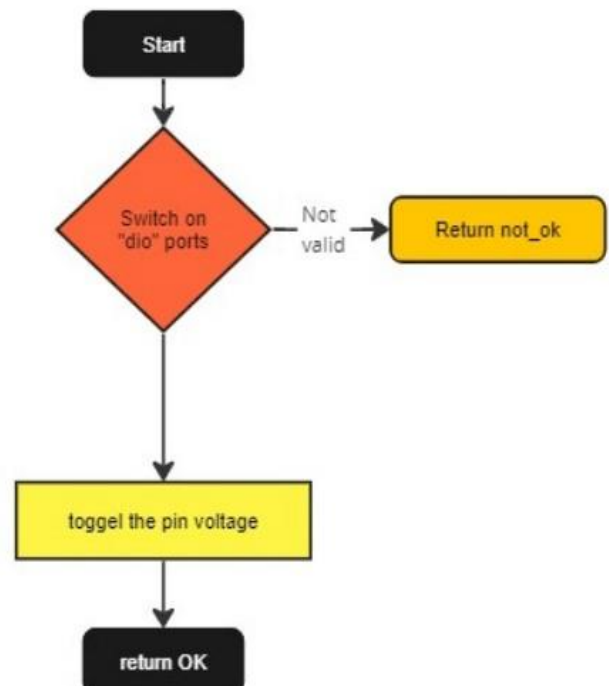 Start
Switch on
"dio" ports
Not
valid
Return not_ok
toggel the pin voltage
return OK